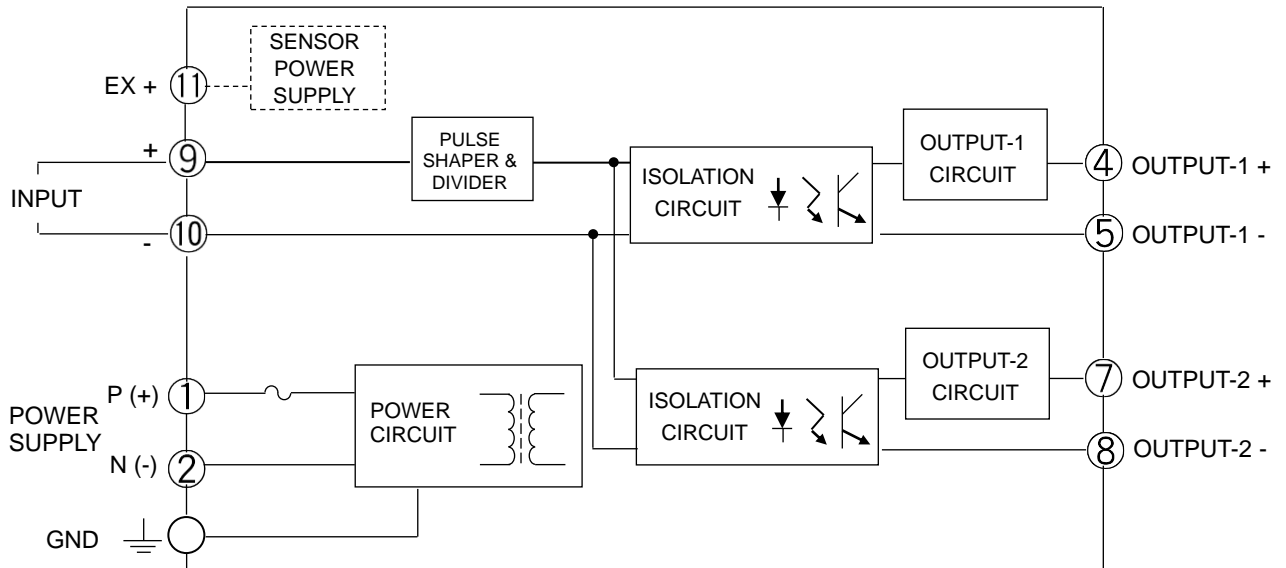 SENSOR
POWER
SUPPLY
EX +
11
+
9
PULSE
SHAPER &
DIVIDER
OUTPUT-1
CIRCUIT
4
OUTPUT-1 +
INPUT
ISOLATION
CIRCUIT
-
10
5
OUTPUT-1 -
P (+)
1
POWER
SUPPLY
N (-)
2
POWER
CIRCUIT
ISOLATION
CIRCUIT
OUTPUT-2
CIRCUIT
7
OUTPUT-2 +
8
OUTPUT-2 -
GND